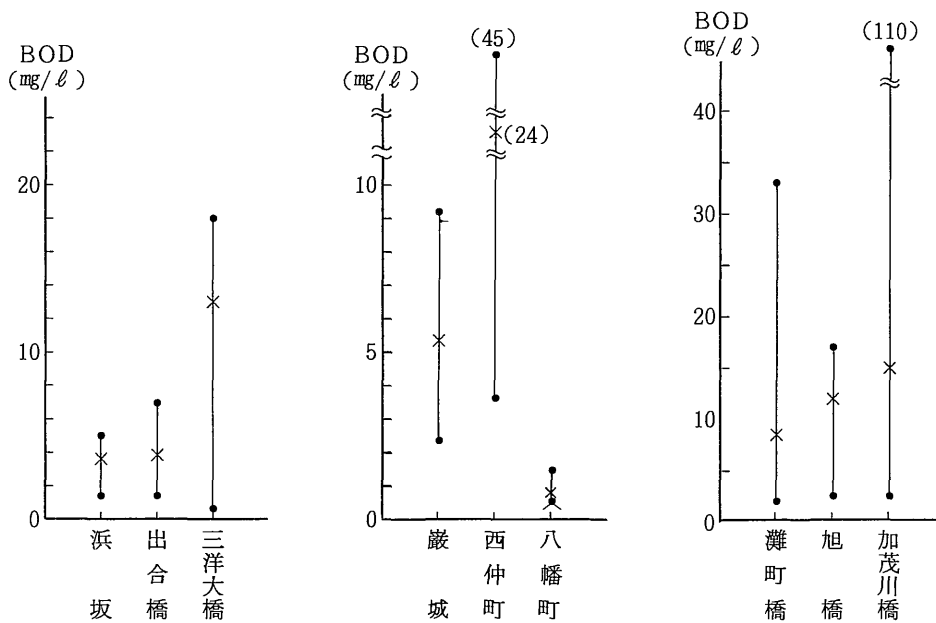 BOD
(mg/ℓ)
20
10
0
浜坂
出合橋
三洋大橋
BOD
(mg/ℓ)
(45)
(24)
10
5
0
巌城
西仲町
八幡町
BOD
(mg/ℓ)
(110)
40
30
20
10
0
灘町橋
旭橋
加茂川橋